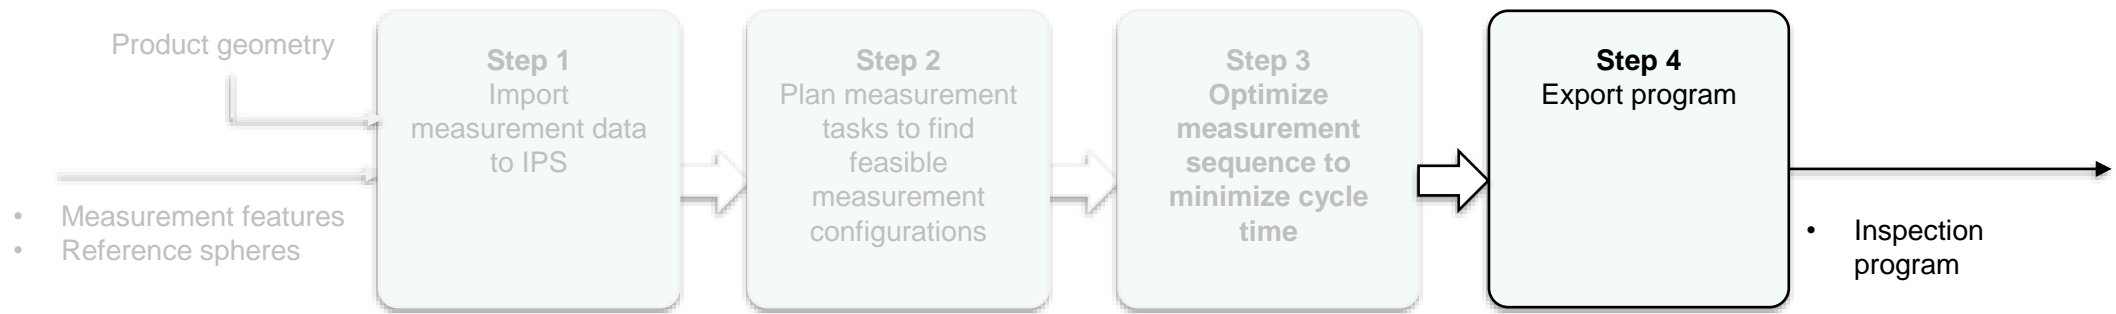 Product geometry
• Measurement features
• Reference spheres
Step 1
Import
measurement data
to IPS
Step 2
Plan measurement
tasks to find
feasible
measurement
configurations
Step 3
Optimize
measurement
sequence to
minimize cycle
time
Step 4
Export program
• Inspection
program